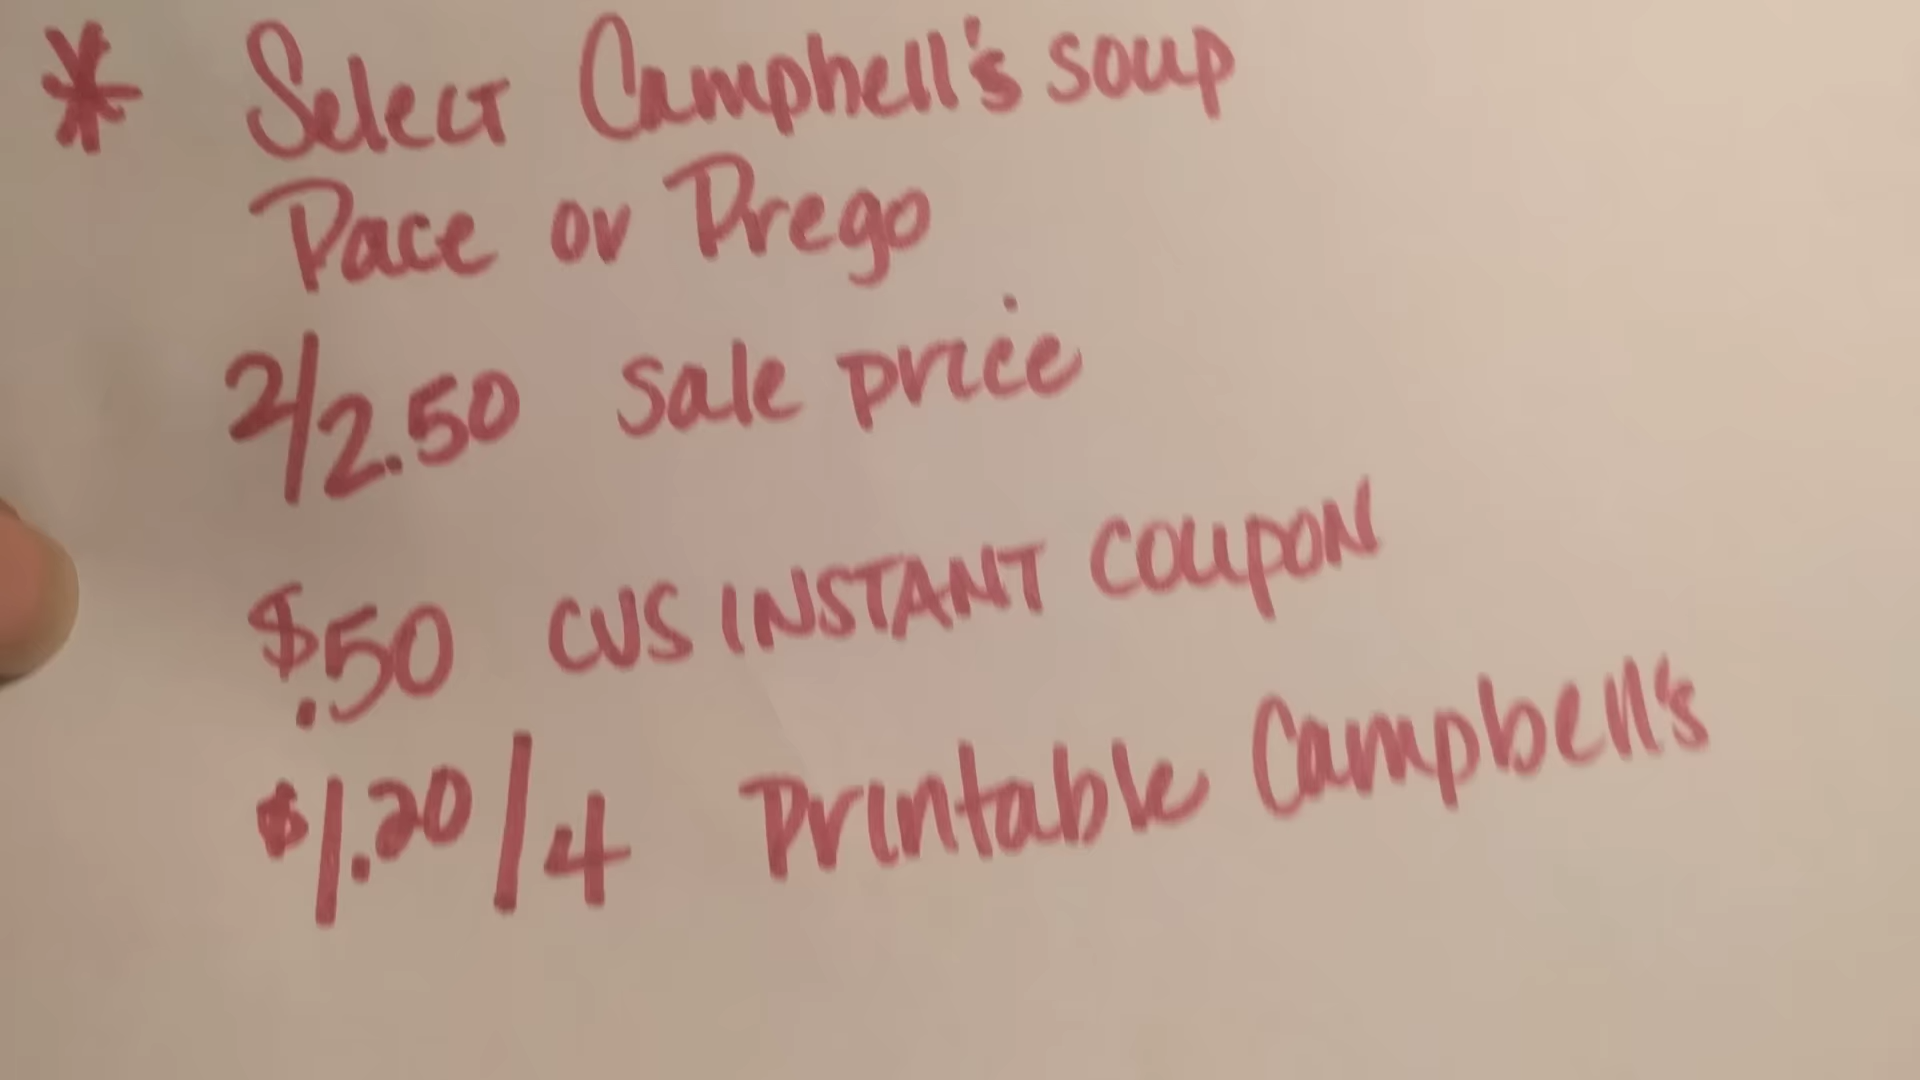 * Select Campbell's soup
Pace or Prego
2/2.50 sale price
$.50 CVS INSTANT COUPON
$1.20/4 Printable Campbell's